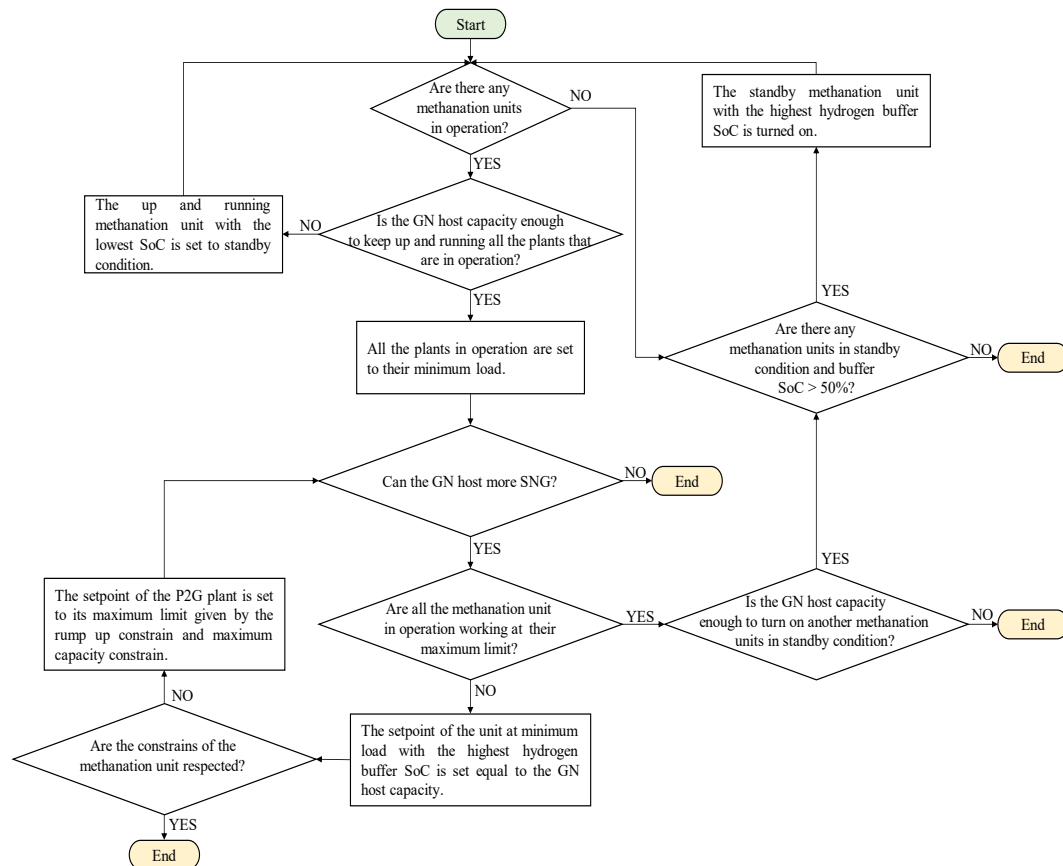 Start
Are there any
methanation units
in operation?
NO
YES
The standby methanation unit
with the highest hydrogen buffer
SoC is turned on.
The up and running
methanation unit with the
lowest SoC is set to standby
condition.
NO
Is the GN host capacity enough
to keep up and running all the plants that
are in operation?
YES
YES
All the plants in operation are set
to their minimum load.
Are there any
methanation units in standby
condition and buffer
SoC > 50%?
NO
End
Can the GN host more SNG?
NO
End
YES
YES
The setpoint of the P2G plant is set
to its maximum limit given by the
rump up constrain and maximum
capacity constrain.
Are all the methanation unit
in operation working at their
maximum limit?
YES
Is the GN host capacity
enough to turn on another methanation
units in standby condition?
NO
End
NO
NO
Are the constrains of the
methanation unit respected?
The setpoint of the unit at minimum
load with the highest hydrogen
buffer SoC is set equal to the GN
host capacity.
YES
End